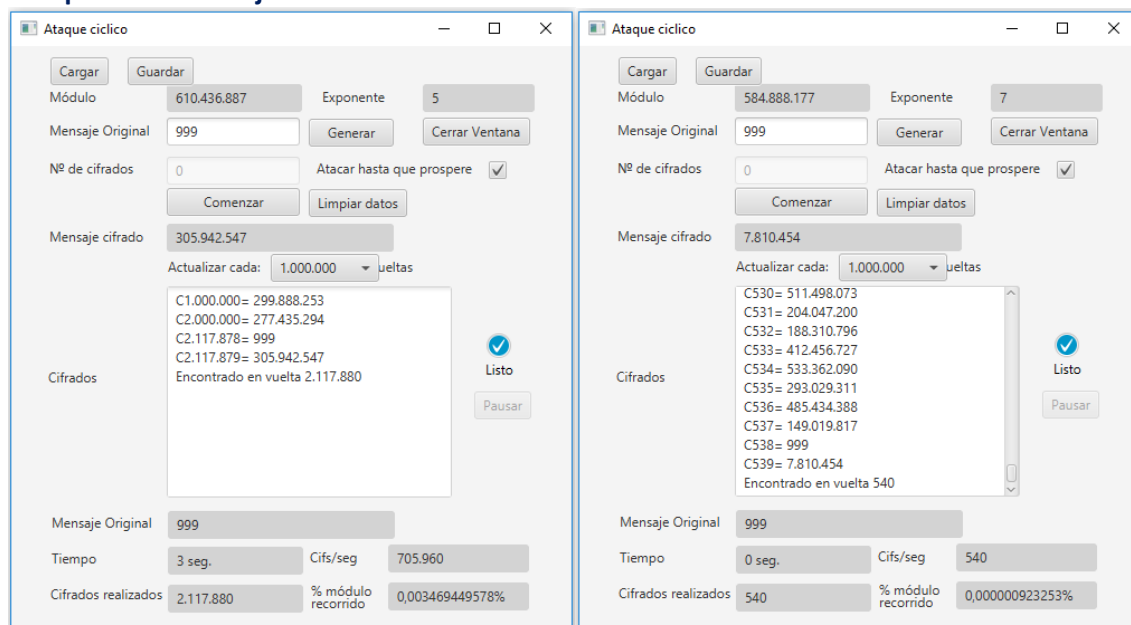 Ataque ciclico
Cargar Guardar
Módulo 610.436.887 Exponente 5
Mensaje Original 999 Generar Cerrar Ventana
Nº de cifrados 0 Atacar hasta que prospere
Comenzar Limpiar datos
Mensaje cifrado 305.942.547
Actualizar cada: 1.000.000 ueltas
C1.000.000= 299.888.253
C2.000.000= 277.435.294
C2.117.878= 999
C2.117.879= 305.942.547
Encontrado en vuelta 2.117.880
Cifrados
Listo
Pausar
Mensaje Original 999
Tiempo 3 seg. Cifs/seg 705.960
Cifrados realizados 2.117.880 % módulo recorrido 0,003469449578%
Ataque ciclico
Cargar Guardar
Módulo 584.888.177 Exponente 7
Mensaje Original 999 Generar Cerrar Ventana
Nº de cifrados 0 Atacar hasta que prospere
Comenzar Limpiar datos
Mensaje cifrado 7.810.454
Actualizar cada: 1.000.000 ueltas
C530= 511.498.073
C531= 204.047.200
C532= 188.310.796
C533= 412.456.727
C534= 533.362.090
C535= 293.029.311
C536= 485.434.388
C537= 149.019.817
C538= 999
C539= 7.810.454
Encontrado en vuelta 540
Cifrados
Listo
Pausar
Mensaje Original 999
Tiempo 0 seg. Cifs/seg 540
Cifrados realizados 540 % módulo recorrido 0,000000923253%